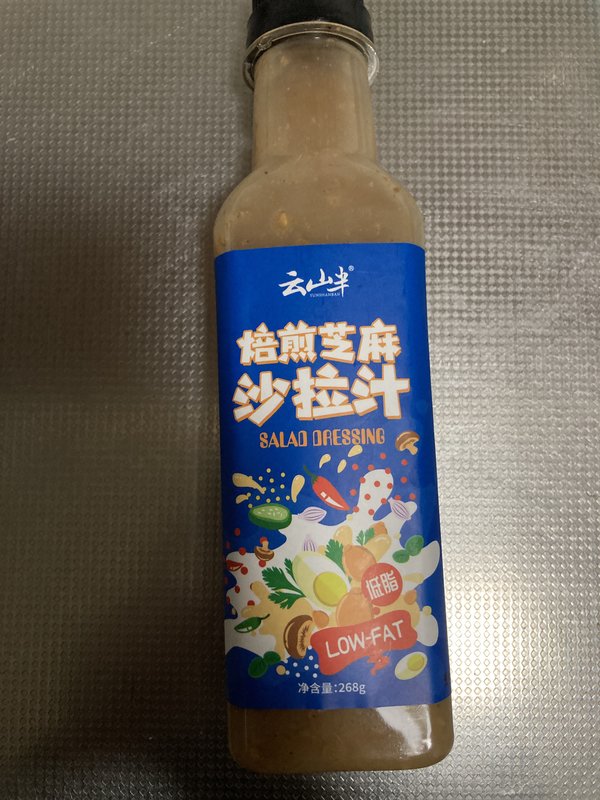 云山半®
YUNSHANBAN
焙煎芝麻
沙拉汁
SALAD DRESSING
低脂
LOW-FAT
净含量:268g